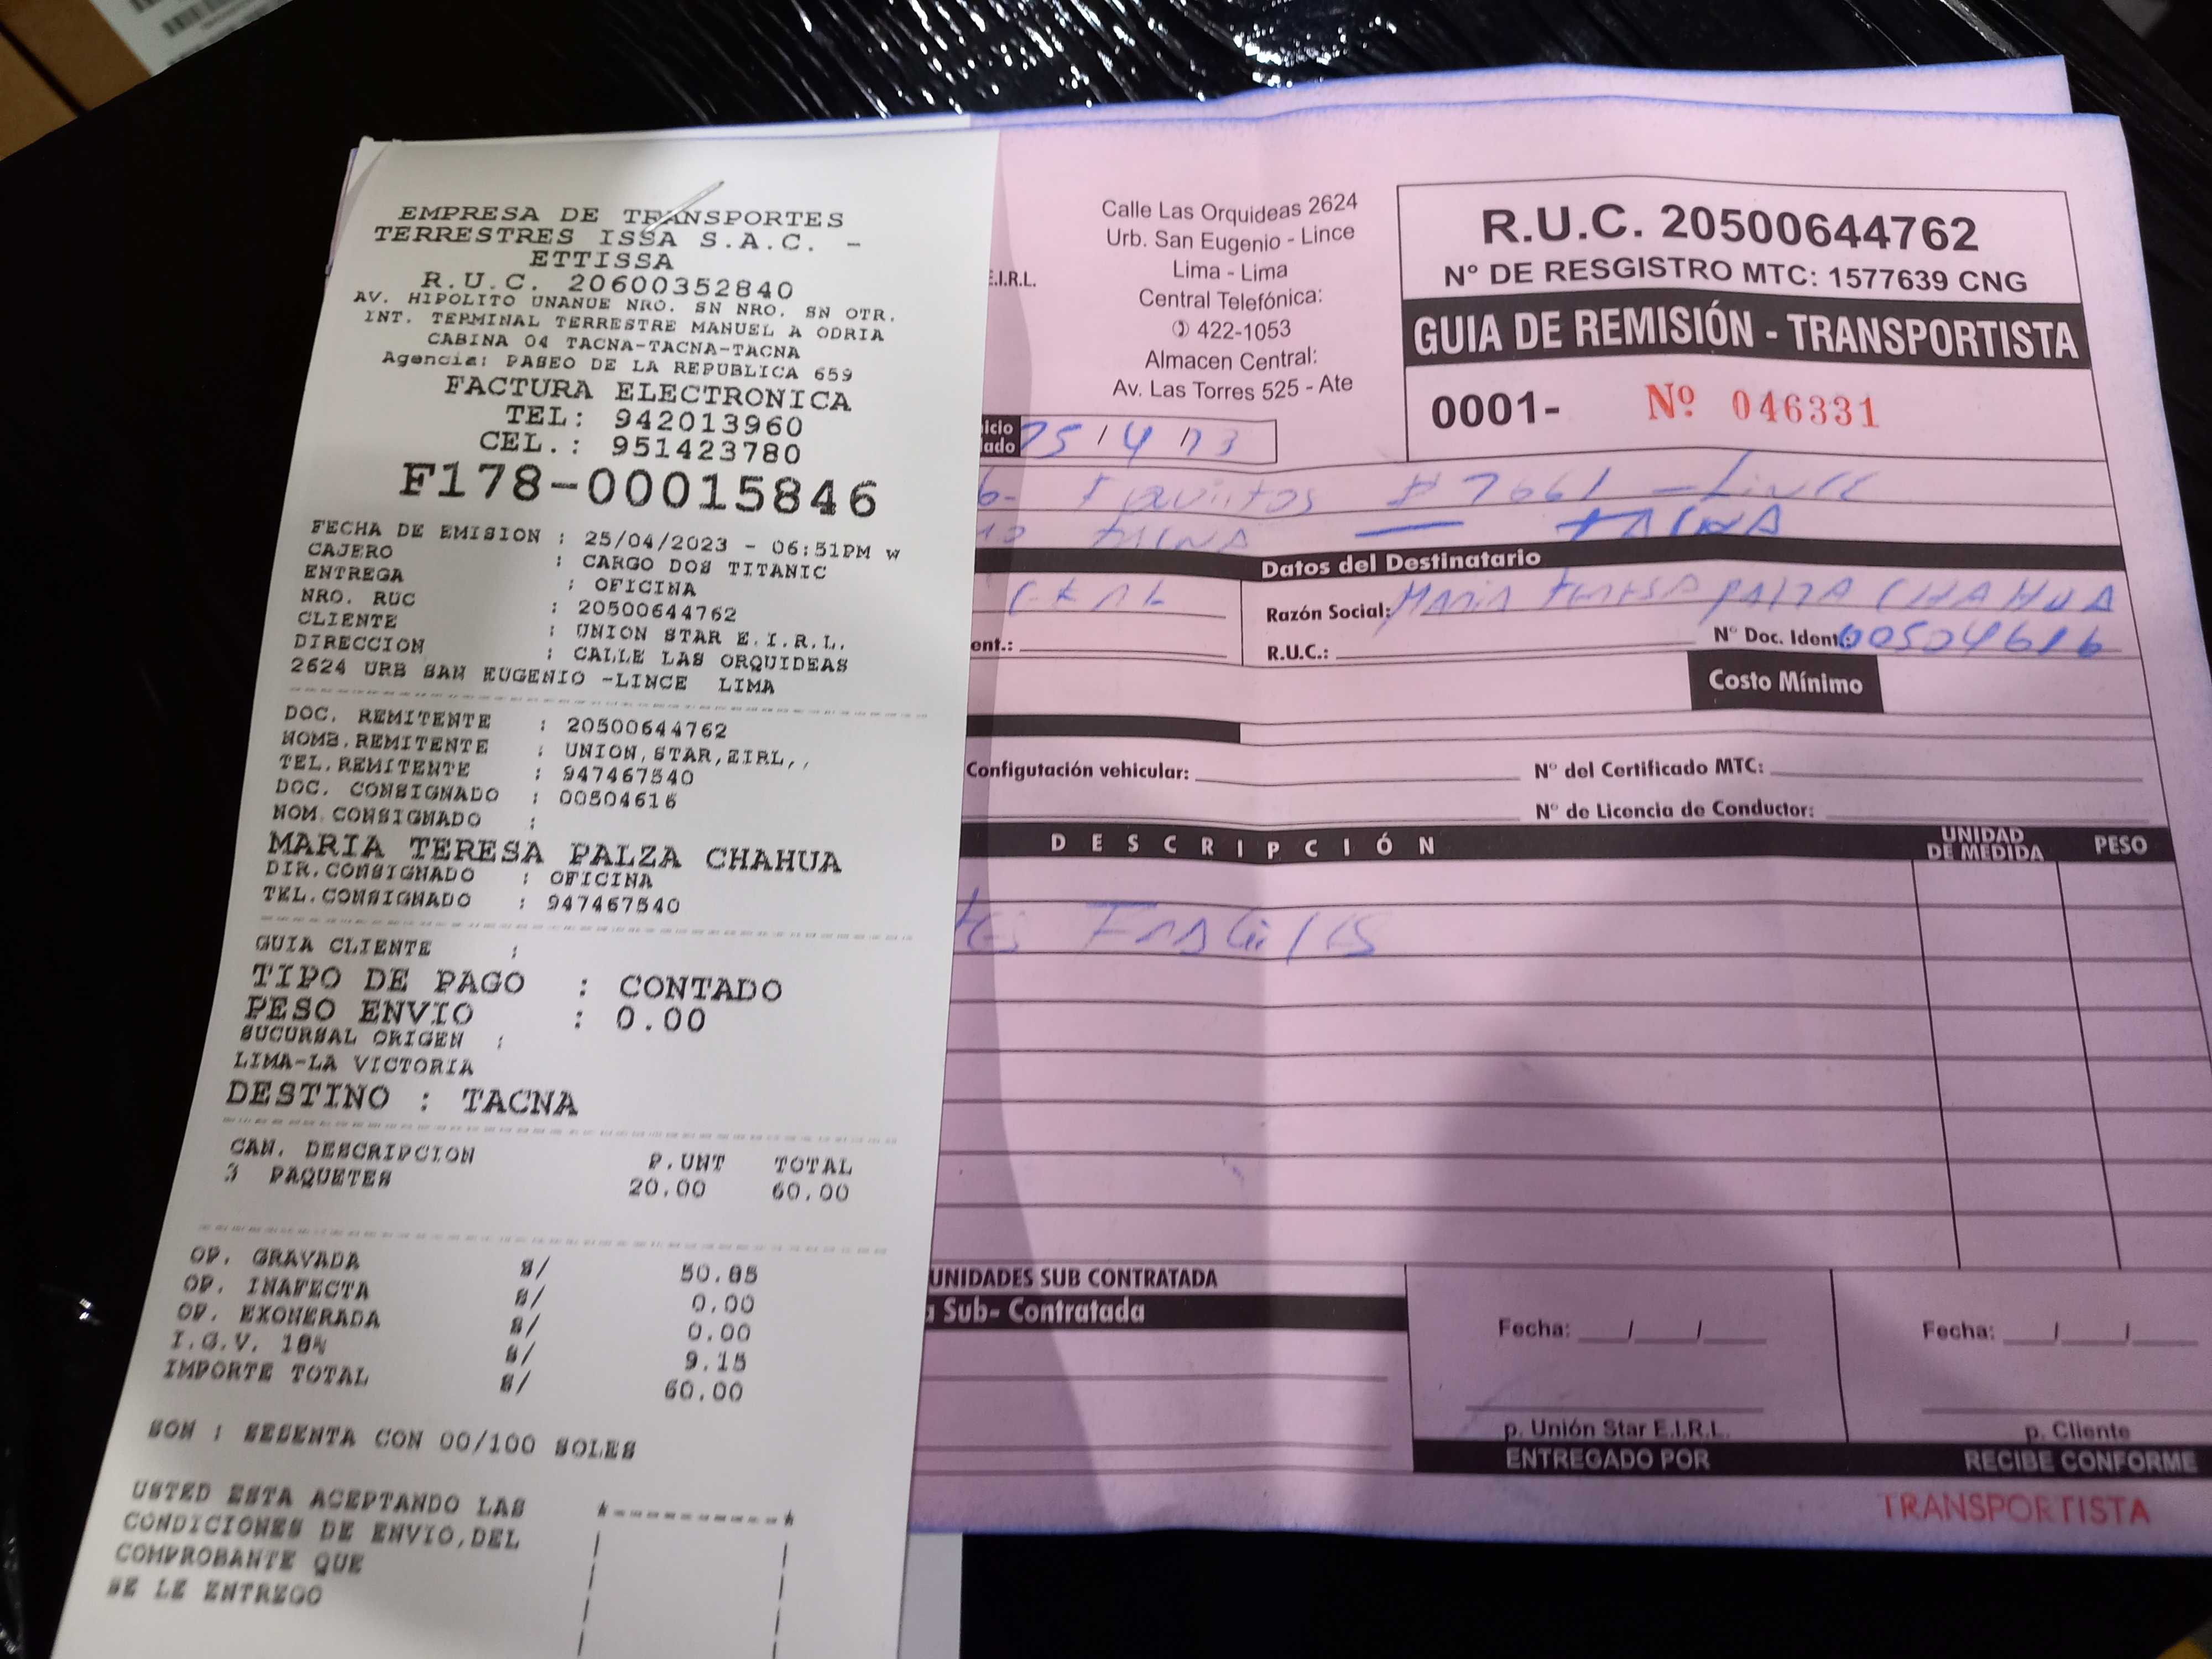 EMPRESA DE TRANSPORTES
TERRESTRES ISSA S.A.C. -
ETTISSA
R.U.C. 20600352840
AV. HIPOLITO UNANUE NRO. SN NRO. SN OTR.
INT. TERMINAL TERRESTRE MANUEL A ODRIA
CABINA 04 TACNA-TACNA-TACNA
Agencia: PASEO DE LA REPUBLICA 659
FACTURA ELECTRONICA
TEL: 942013960
CEL.: 951423780
F178-00015846
FECHA DE EMISION : 25/04/2023 - 06:51PM W
CAJERO : CARGO DOS TITANIC
ENTREGA : OFICINA
NRO. RUC : 20500644762
CLIENTE : UNION STAR E.I.R.L.
DIRECCION : CALLE LAS ORQUIDEAS
2624 URB SAN EUGENIO -LINCE LIMA
DOC. REMITENTE : 20500644762
NOMB.REMITENTE : UNION,STAR,EIRL,,
TEL.REMITENTE : 947467540
DOC. CONSIGNADO : 00504616
NOM.CONSIGNADO :
MARIA TERESA PALZA CHAHUA
DIR.CONSIGNADO : OFICINA
TEL.CONSIGNADO : 947467540
GUIA CLIENTE :
TIPO DE PAGO : CONTADO
PESO ENVIO : 0.00
SUCURSAL ORIGEN :
LIMA-LA VICTORIA
DESTINO : TACNA
CAN. DESCRIPCION P.UNT TOTAL
3 PAQUETES 20.00 60.00
OP. GRAVADA S/ 50.85
OP. INAFECTA S/ 0.00
OP. EXONERADA S/ 0.00
I.G.V. 18% S/ 9.15
IMPORTE TOTAL S/ 60.00
SON : SESENTA CON 00/100 SOLES
USTED ESTA ACEPTANDO LAS
CONDICIONES DE ENVIO,DEL
COMPROBANTE QUE
SE LE ENTREGO
E.I.R.L.
Calle Las Orquideas 2624
Urb. San Eugenio - Lince
Lima - Lima
Central Telefónica:
422-1053
Almacen Central:
Av. Las Torres 525 - Ate
R.U.C. 20500644762
N° DE RESGISTRO MTC: 1577639 CNG
GUIA DE REMISIÓN - TRANSPORTISTA
0001- Nº 046331
icio
lado
25/4/23
# 2661 - Lince
TACNA — TACNA
Datos del Destinatario
Razón Social: MARIA TERESA PALZA CHAHUA
ent.: R.U.C.: N° Doc. Ident.: 00504616
Costo Mínimo
Configutación vehicular: N° del Certificado MTC:
N° de Licencia de Conductor:
DESCRIPCIÓN UNIDAD DE MEDIDA PESO
FRAGILES
UNIDADES SUB CONTRATADA
a Sub- Contratada
Fecha: / / Fecha: / /
p. Unión Star E.I.R.L. p. Cliente
ENTREGADO POR RECIBE CONFORME
TRANSPORTISTA